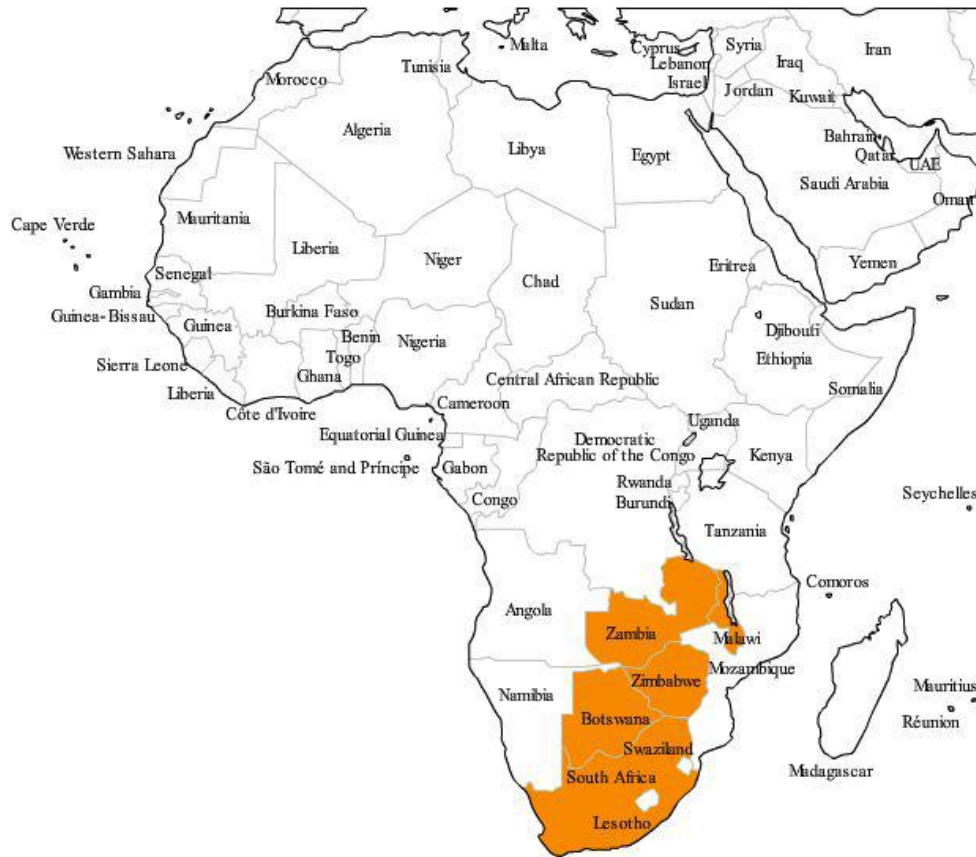 Malta
Cyprus
Syria
Iran
Lebanon
Iraq
Tunisia
Morocco
Israel
Jordan
Kuwait
Algeria
Bahrain
Libya
Egypt
Western Sahara
Qatar
UAE
Saudi Arabia
Oman
Mauritania
Cape Verde
Liberia
Niger
Yemen
Eritrea
Senegal
Chad
Gambia
Sudan
Burkina Faso
Guinea-Bissau
Guinea
Djibouti
Benin
Nigeria
Togo
Ethiopia
Sierra Leone
Ghana
Central African Republic
Somalia
Liberia
Cameroon
Côte d'Ivoire
Uganda
Equatorial Guinea
Democratic
Republic of the Congo
Kenya
São Tomé and Príncipe
Gabon
Rwanda
Congo
Burundi
Seychelles
Tanzania
Comoros
Angola
Zambia
Malawi
Mozambique
Zimbabwe
Mauritius
Namibia
Botswana
Réunion
Swaziland
Madagascar
South Africa
Lesotho